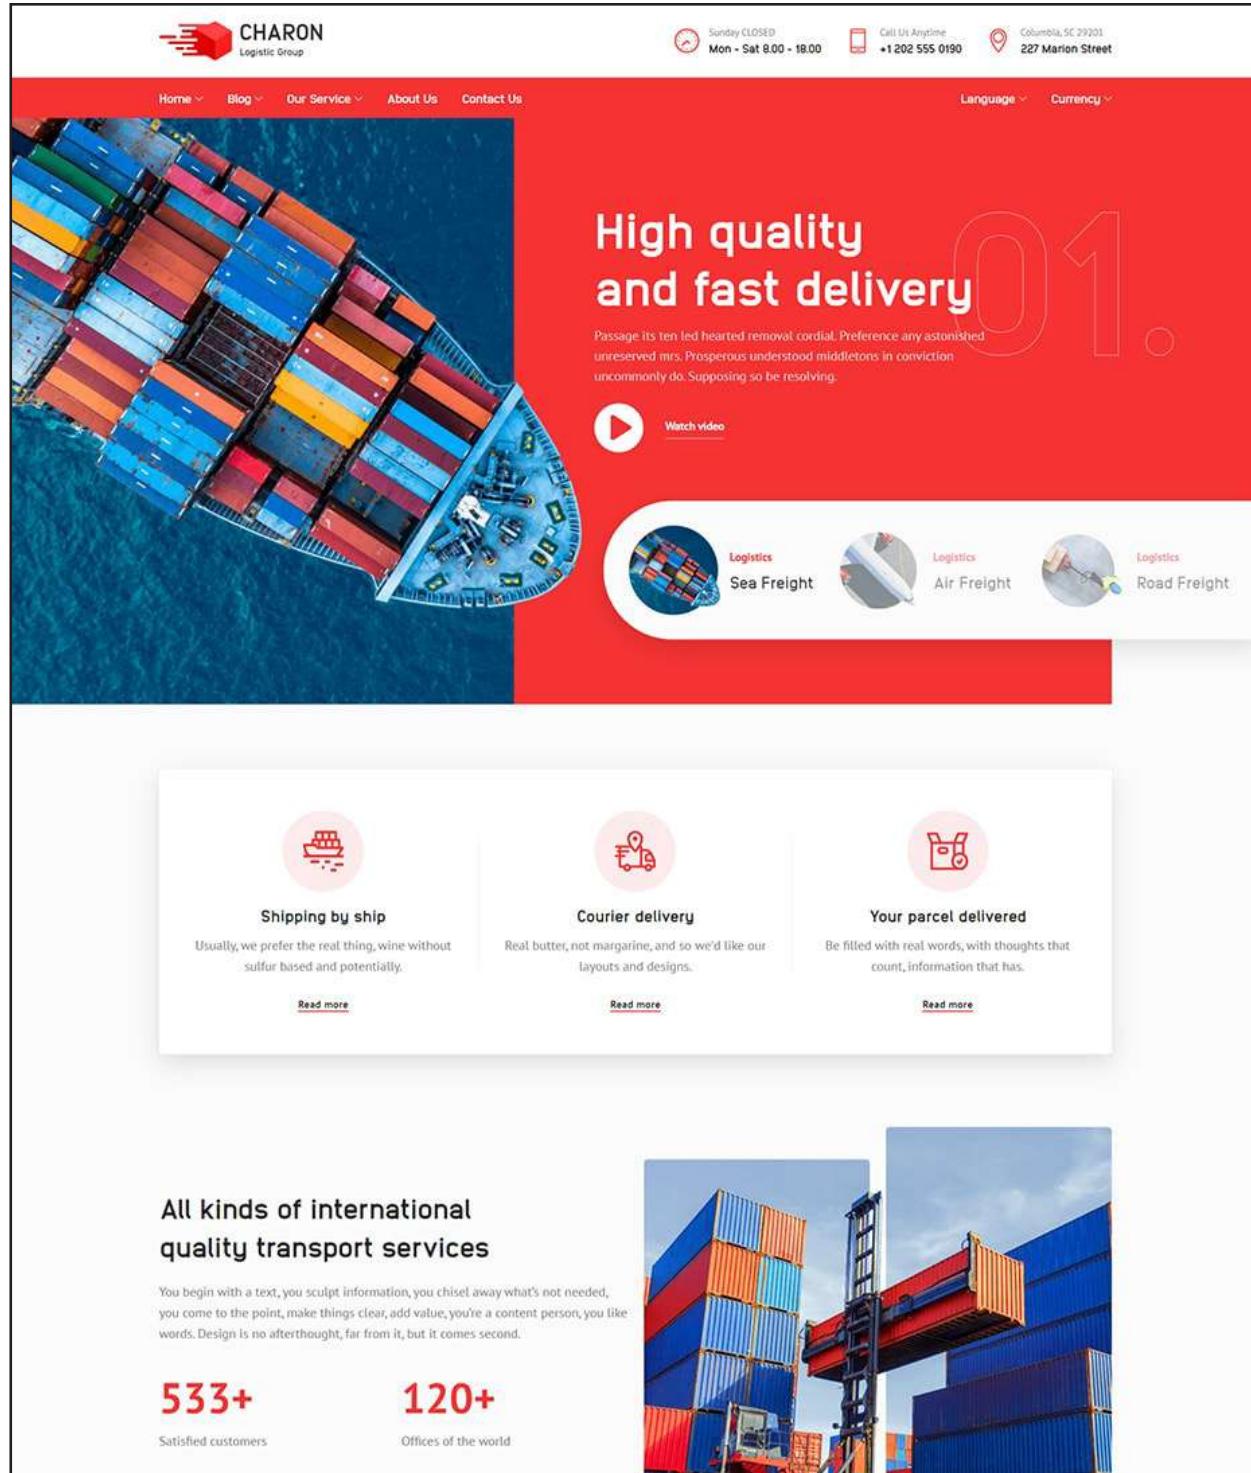 CHARON
Logistic Group
Sunday CLOSED
Mon - Sat 8.00 - 18.00
Call Us Anytime
+1 202 555 0190
Columbia, SC 29201
227 Marion Street
Home
Blog
Our Service
About Us
Contact Us
Language
Currency
High quality
and fast delivery
01.
Passage its ten led hearted removal cordial. Preference any astonished
unreserved mrs. Prosperous understood middletons in conviction
uncommonly do. Supposing so be resolving.
Watch video
Logistics
Sea Freight
Logistics
Air Freight
Logistics
Road Freight
Shipping by ship
Usually, we prefer the real thing, wine without
sulfur based and potentially.
Read more
Courier delivery
Real butter, not margarine, and so we'd like our
layouts and designs.
Read more
Your parcel delivered
Be filled with real words, with thoughts that
count, information that has.
Read more
All kinds of international
quality transport services
You begin with a text, you sculpt information, you chisel away what's not needed,
you come to the point, make things clear, add value, you're a content person, you like
words. Design is no afterthought, far from it, but it comes second.
533+
Satisfied customers
120+
Offices of the world